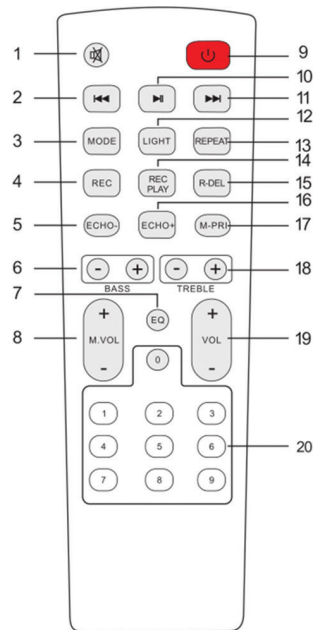 1
9
10
2
11
12
3
MODE
LIGHT
REPEAT
13
14
4
REC
REC
PLAY
R-DEL
15
16
5
ECHO-
ECHO+
M-PRI
17
6
-
+
-
+
18
BASS
TREBLE
7
+
EQ
+
8
M.VOL
VOL
19
-
0
-
1
2
3
4
5
6
20
7
8
9